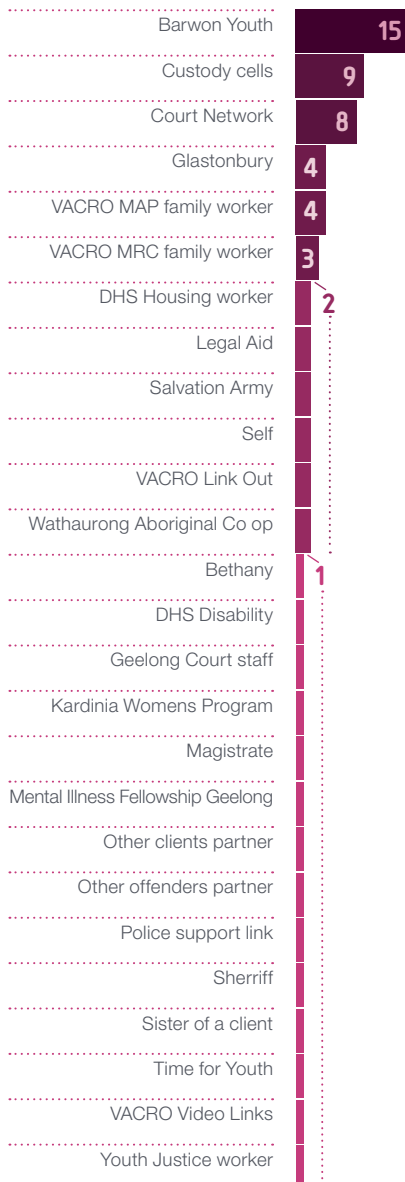 Barwon Youth 15
Custody cells 9
Court Network 8
Glastonbury 4
VACRO MAP family worker 4
VACRO MRC family worker 3
DHS Housing worker 2
Legal Aid
Salvation Army
Self
VACRO Link Out
Wathaurong Aboriginal Co op
Bethany 1
DHS Disability
Geelong Court staff
Kardinia Womens Program
Magistrate
Mental Illness Fellowship Geelong
Other clients partner
Other offenders partner
Police support link
Sherriff
Sister of a client
Time for Youth
VACRO Video Links
Youth Justice worker